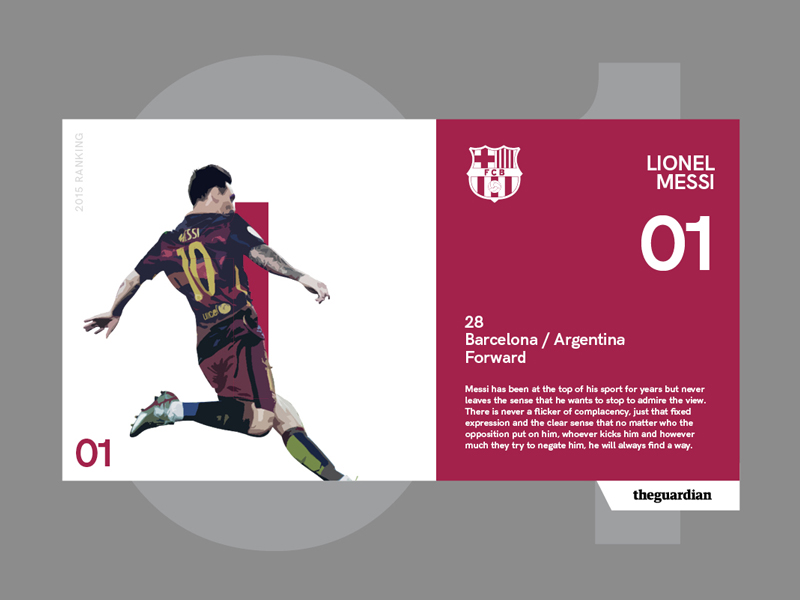 2015 RANKING
MESSI
10
unicef
01
FCB
LIONEL
MESSI
01
28
Barcelona / Argentina
Forward
Messi has been at the top of his sport for years but never
leaves the sense that he wants to stop to admire the view.
There is never a flicker of complacency, just that fixed
expression and the clear sense that no matter who the
opposition put on him, whoever kicks him and however
much they try to negate him, he will always find a way.
theguardian
01